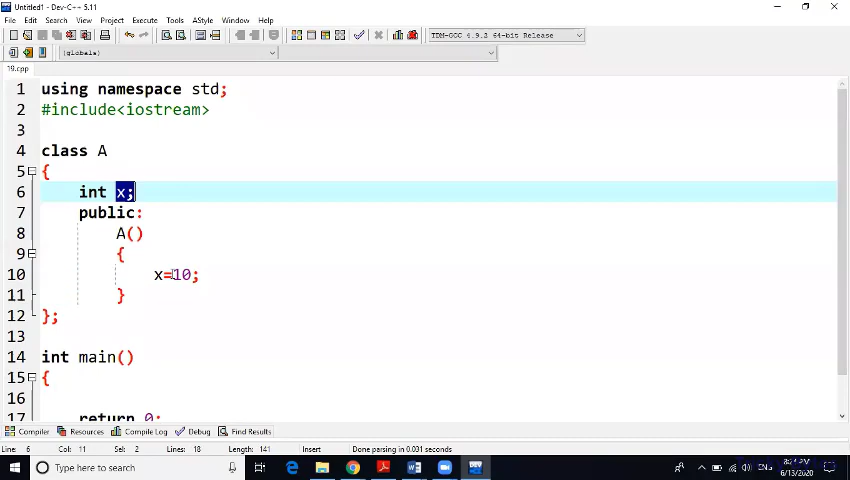 Untitled1 - Dev-C++ 5.11
File Edit Search View Project Execute Tools AStyle Window Help
TDM-GCC 4.9.2 64-bit Release
(globals)
19.cpp
1 using namespace std;
2 #include<iostream>
3
4 class A
5 {
6 int x;
7 public:
8 A()
9 {
10 x=10;
11 }
12 };
13
14 int main()
15 {
16
17 return 0;
Compiler Resources Compile Log Debug Find Results
Line: 6 Col: 11 Sel: 2 Lines: 18 Length: 141 Insert Done parsing in 0.031 seconds
Type here to search
ENG
6/13/2020